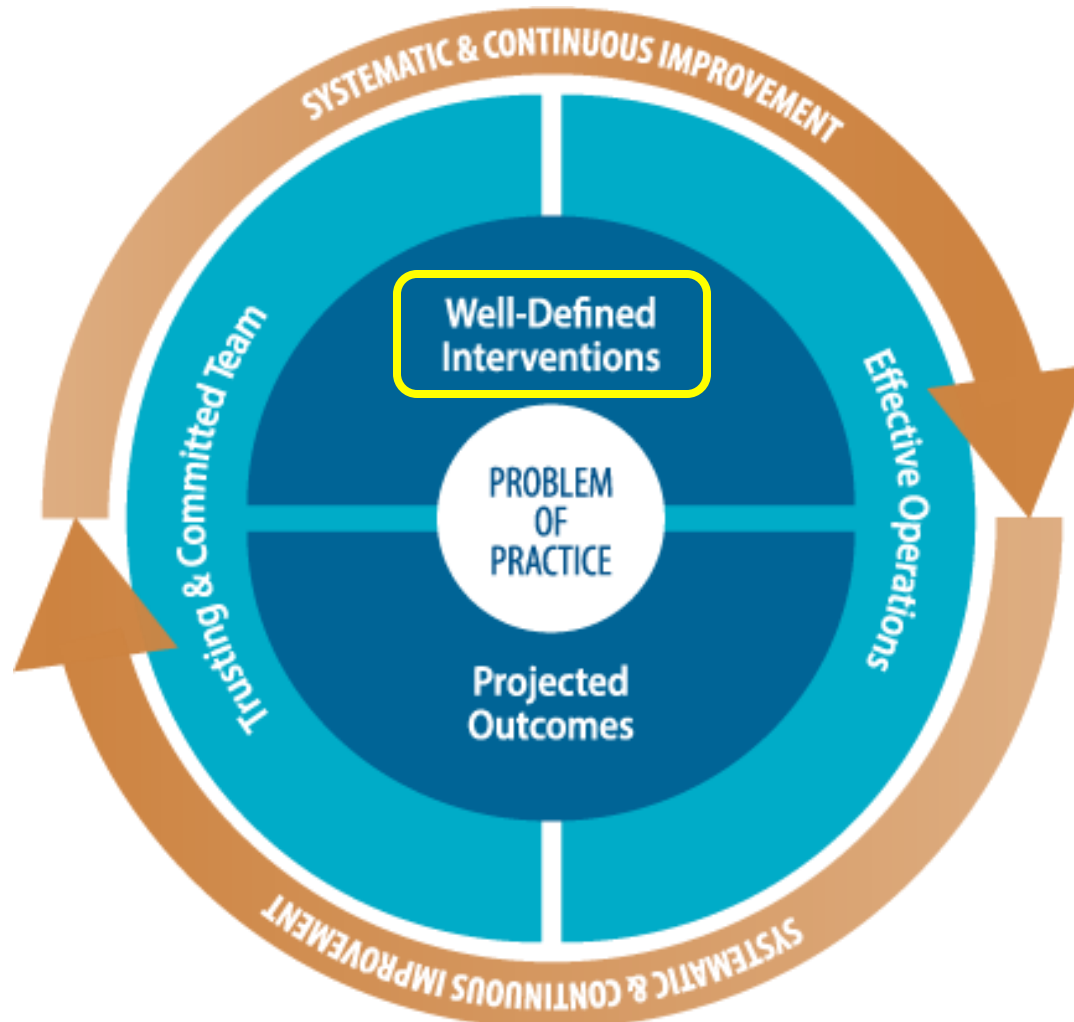 SYSTEMATIC & CONTINUOUS IMPROVEMENT
Well-Defined
Interventions
Trusting & Committed Team
Effective Operations
PROBLEM
OF
PRACTICE
Projected
Outcomes
SYSTEMATIC & CONTINUOUS IMPROVEMENT